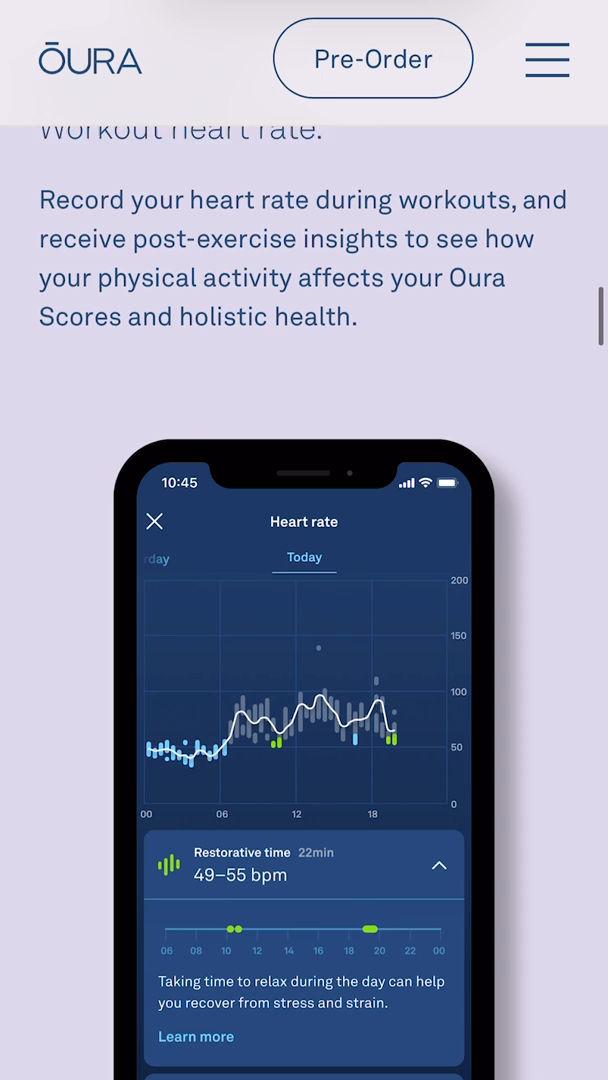 ŌURA
Pre-Order
Workout heart rate.
Record your heart rate during workouts, and
receive post-exercise insights to see how
your physical activity affects your Oura
Scores and holistic health.
10:45
Heart rate
rday
Today
200
150
100
50
0
00 06 12 18
Restorative time 22min
49–55 bpm
06 08 10 12 14 16 18 20 22 00
Taking time to relax during the day can help
you recover from stress and strain.
Learn more